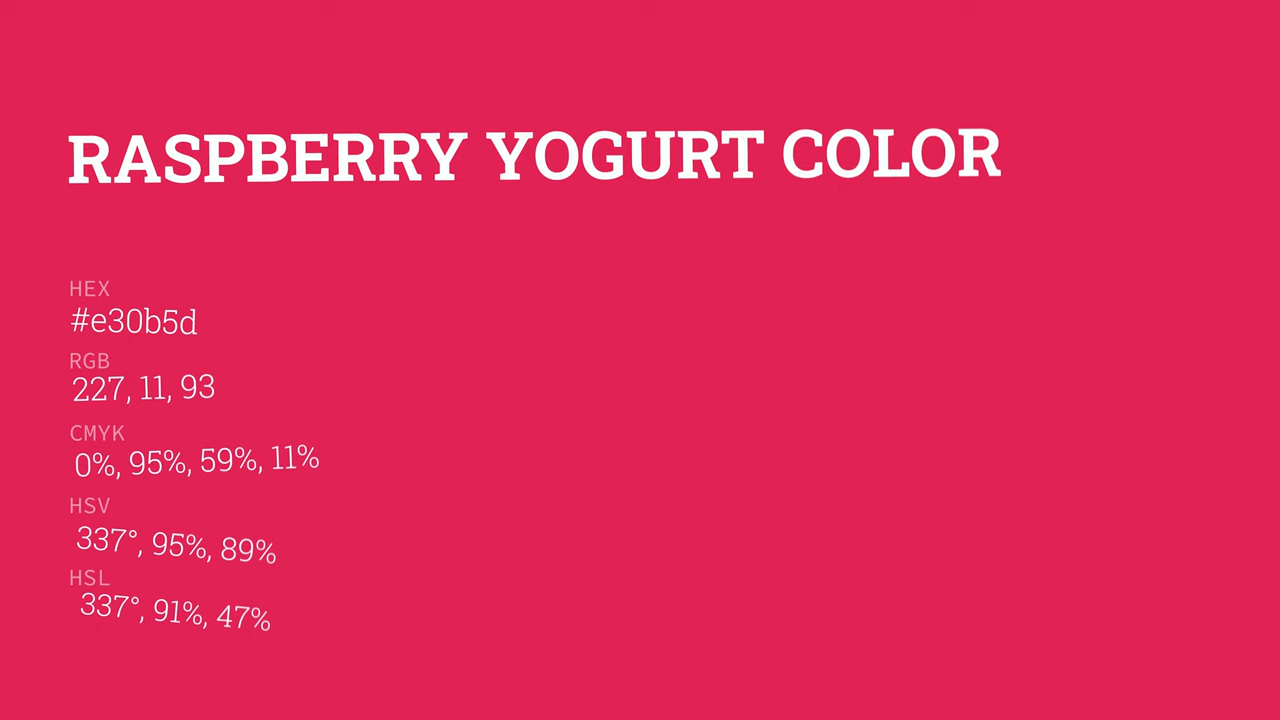 RASPBERRY YOGURT COLOR
HEX
#e30b5d
RGB
227, 11, 93
CMYK
0%, 95%, 59%, 11%
HSV
337°, 95%, 89%
HSL
337°, 91%, 47%